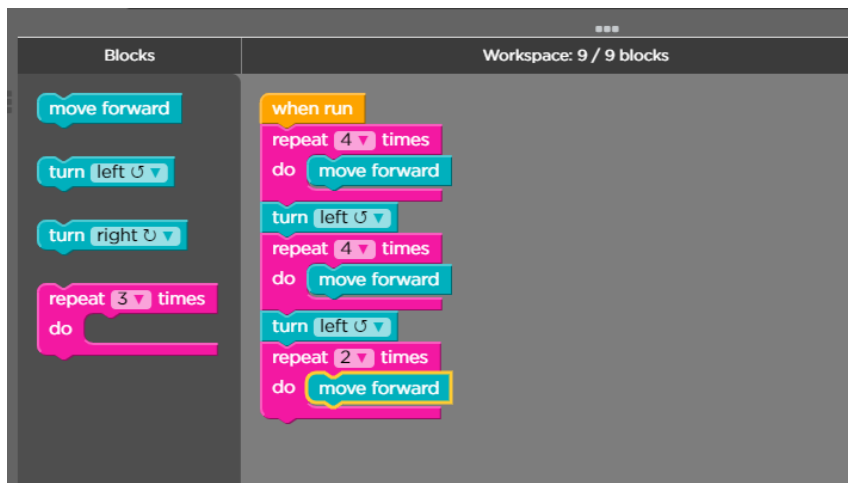 Blocks
Workspace: 9 / 9 blocks
move forward
turn left ↺ ▼
turn right ↻ ▼
repeat 3 ▼ times
do
when run
repeat 4 ▼ times
do move forward
turn left ↺ ▼
repeat 4 ▼ times
do move forward
turn left ↺ ▼
repeat 2 ▼ times
do move forward